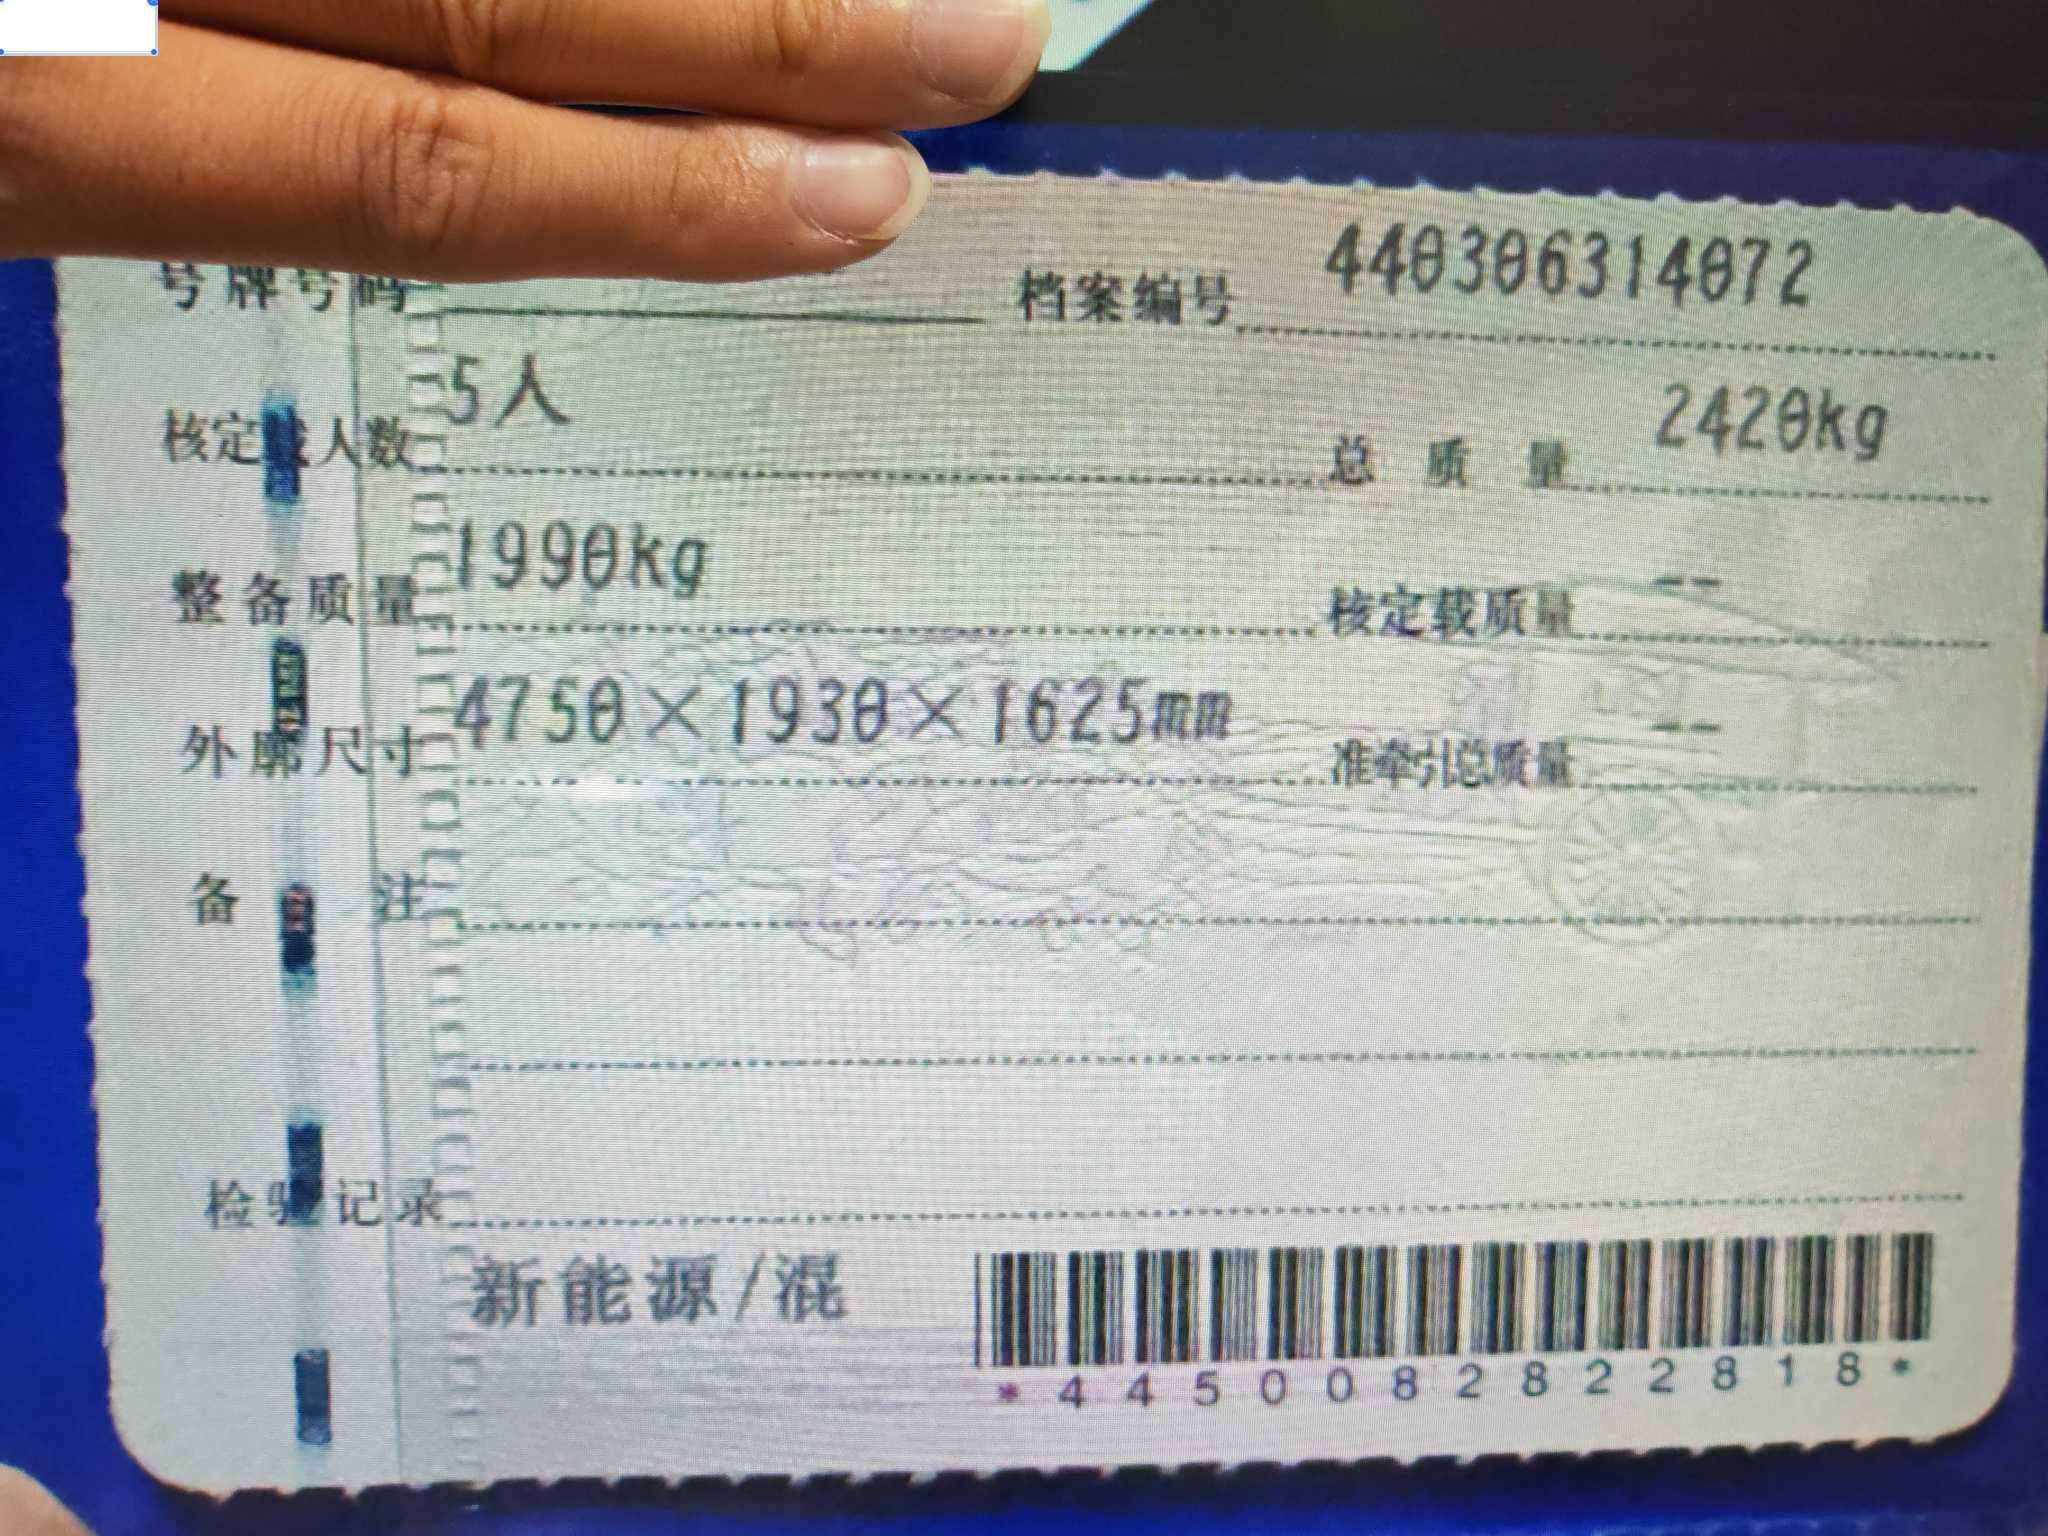 号牌号码 档案编号 440306314072
核定载人数 5人 总质量 2420kg
整备质量 1990kg 核定载质量 --
外廓尺寸 4750×1930×1625mm 准牵引总质量 --
备注
检验记录
新能源/混
*4450082822818*